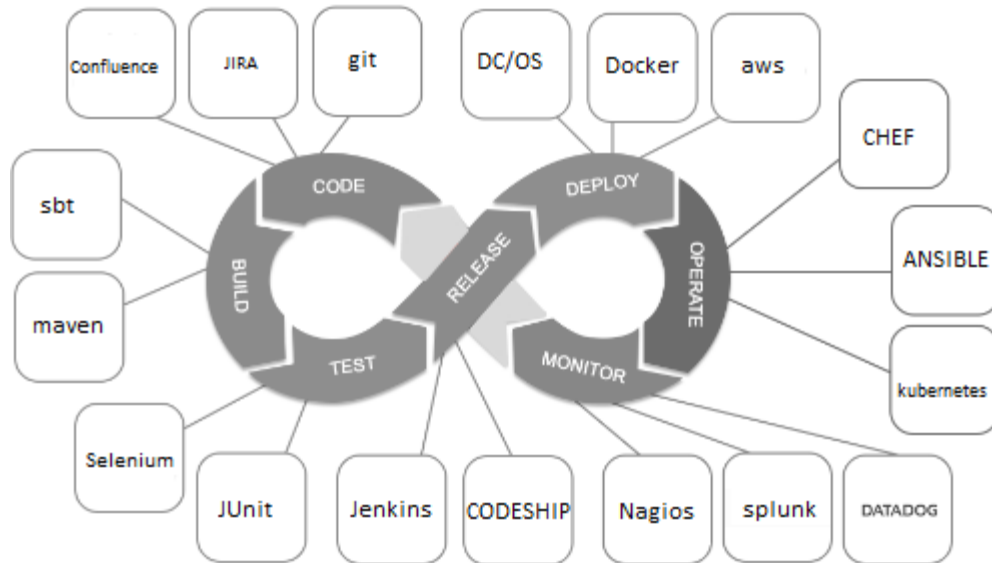 Confluence
JIRA
git
DC/OS
Docker
aws
CHEF
CODE
DEPLOY
sbt
BUILD
RELEASE
OPERATE
ANSIBLE
maven
TEST
MONITOR
kubernetes
Selenium
JUnit
Jenkins
CODESHIP
Nagios
splunk
DATADOG